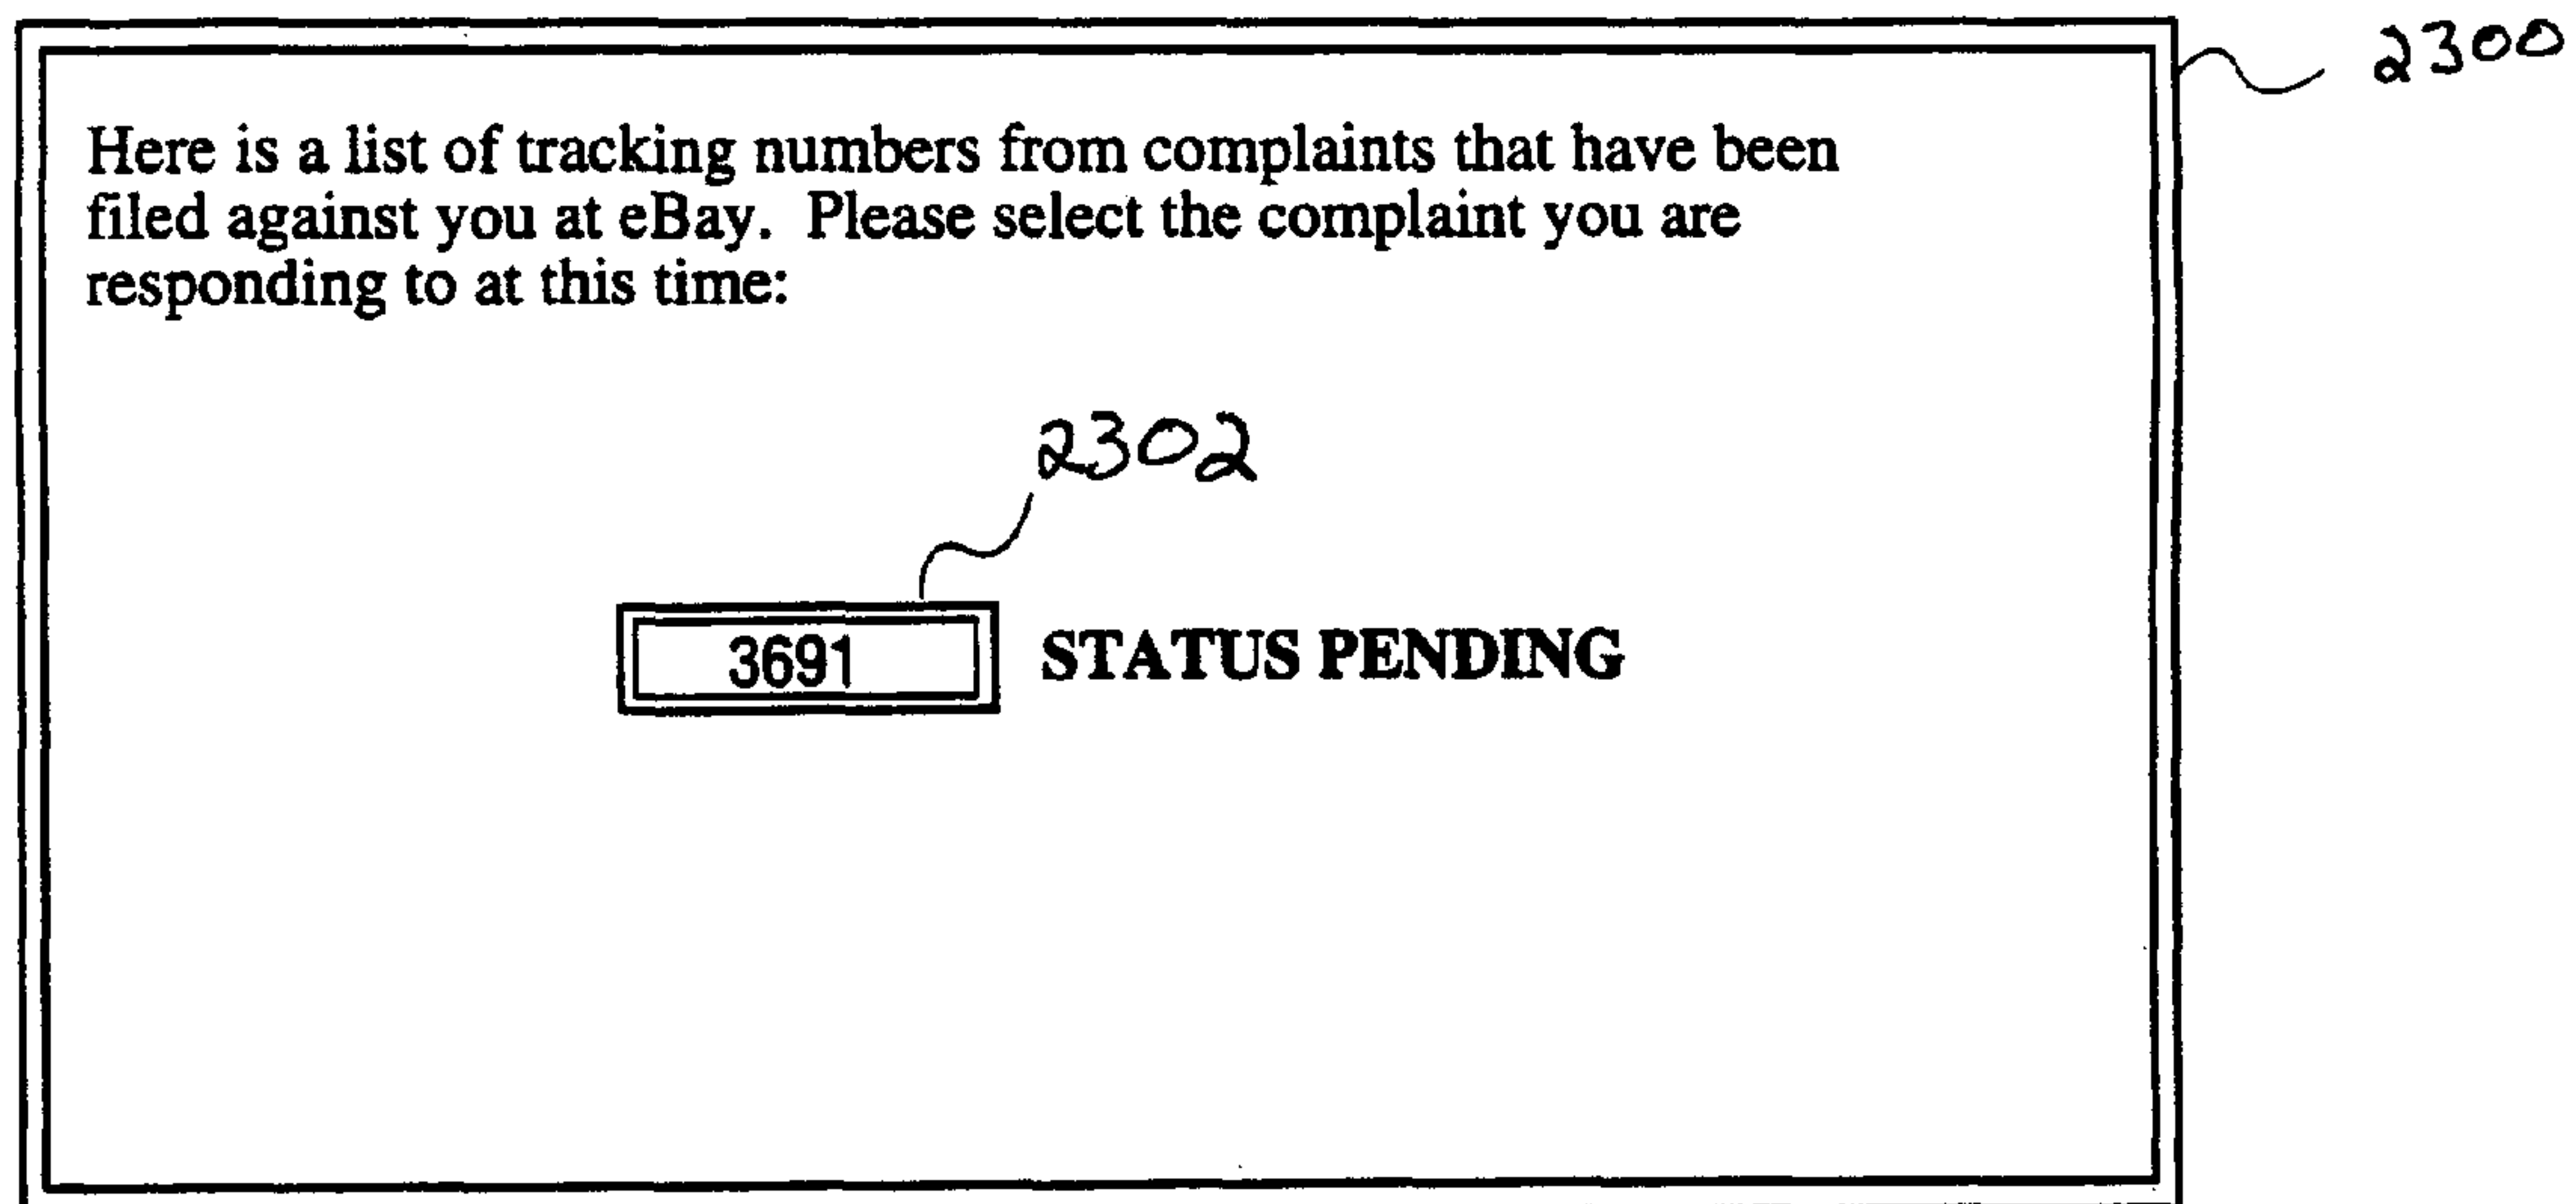 2300
Here is a list of tracking numbers from complaints that have been
filed against you at eBay.  Please select the complaint you are
responding to at this time:
2302
3691 STATUS PENDING